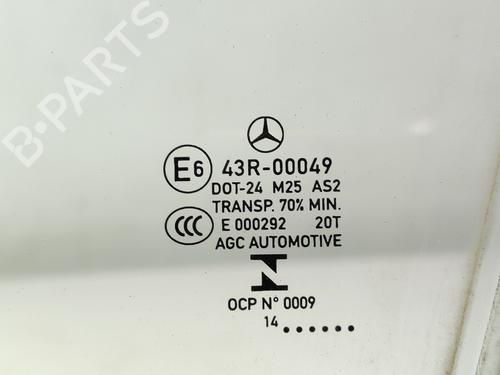 B-PARTS
E6 43R-00049
DOT-24 M25 AS2
TRANSP. 70% MIN.
CCC E 000292 20T
AGC AUTOMOTIVE
N
OCP N° 0009
14......